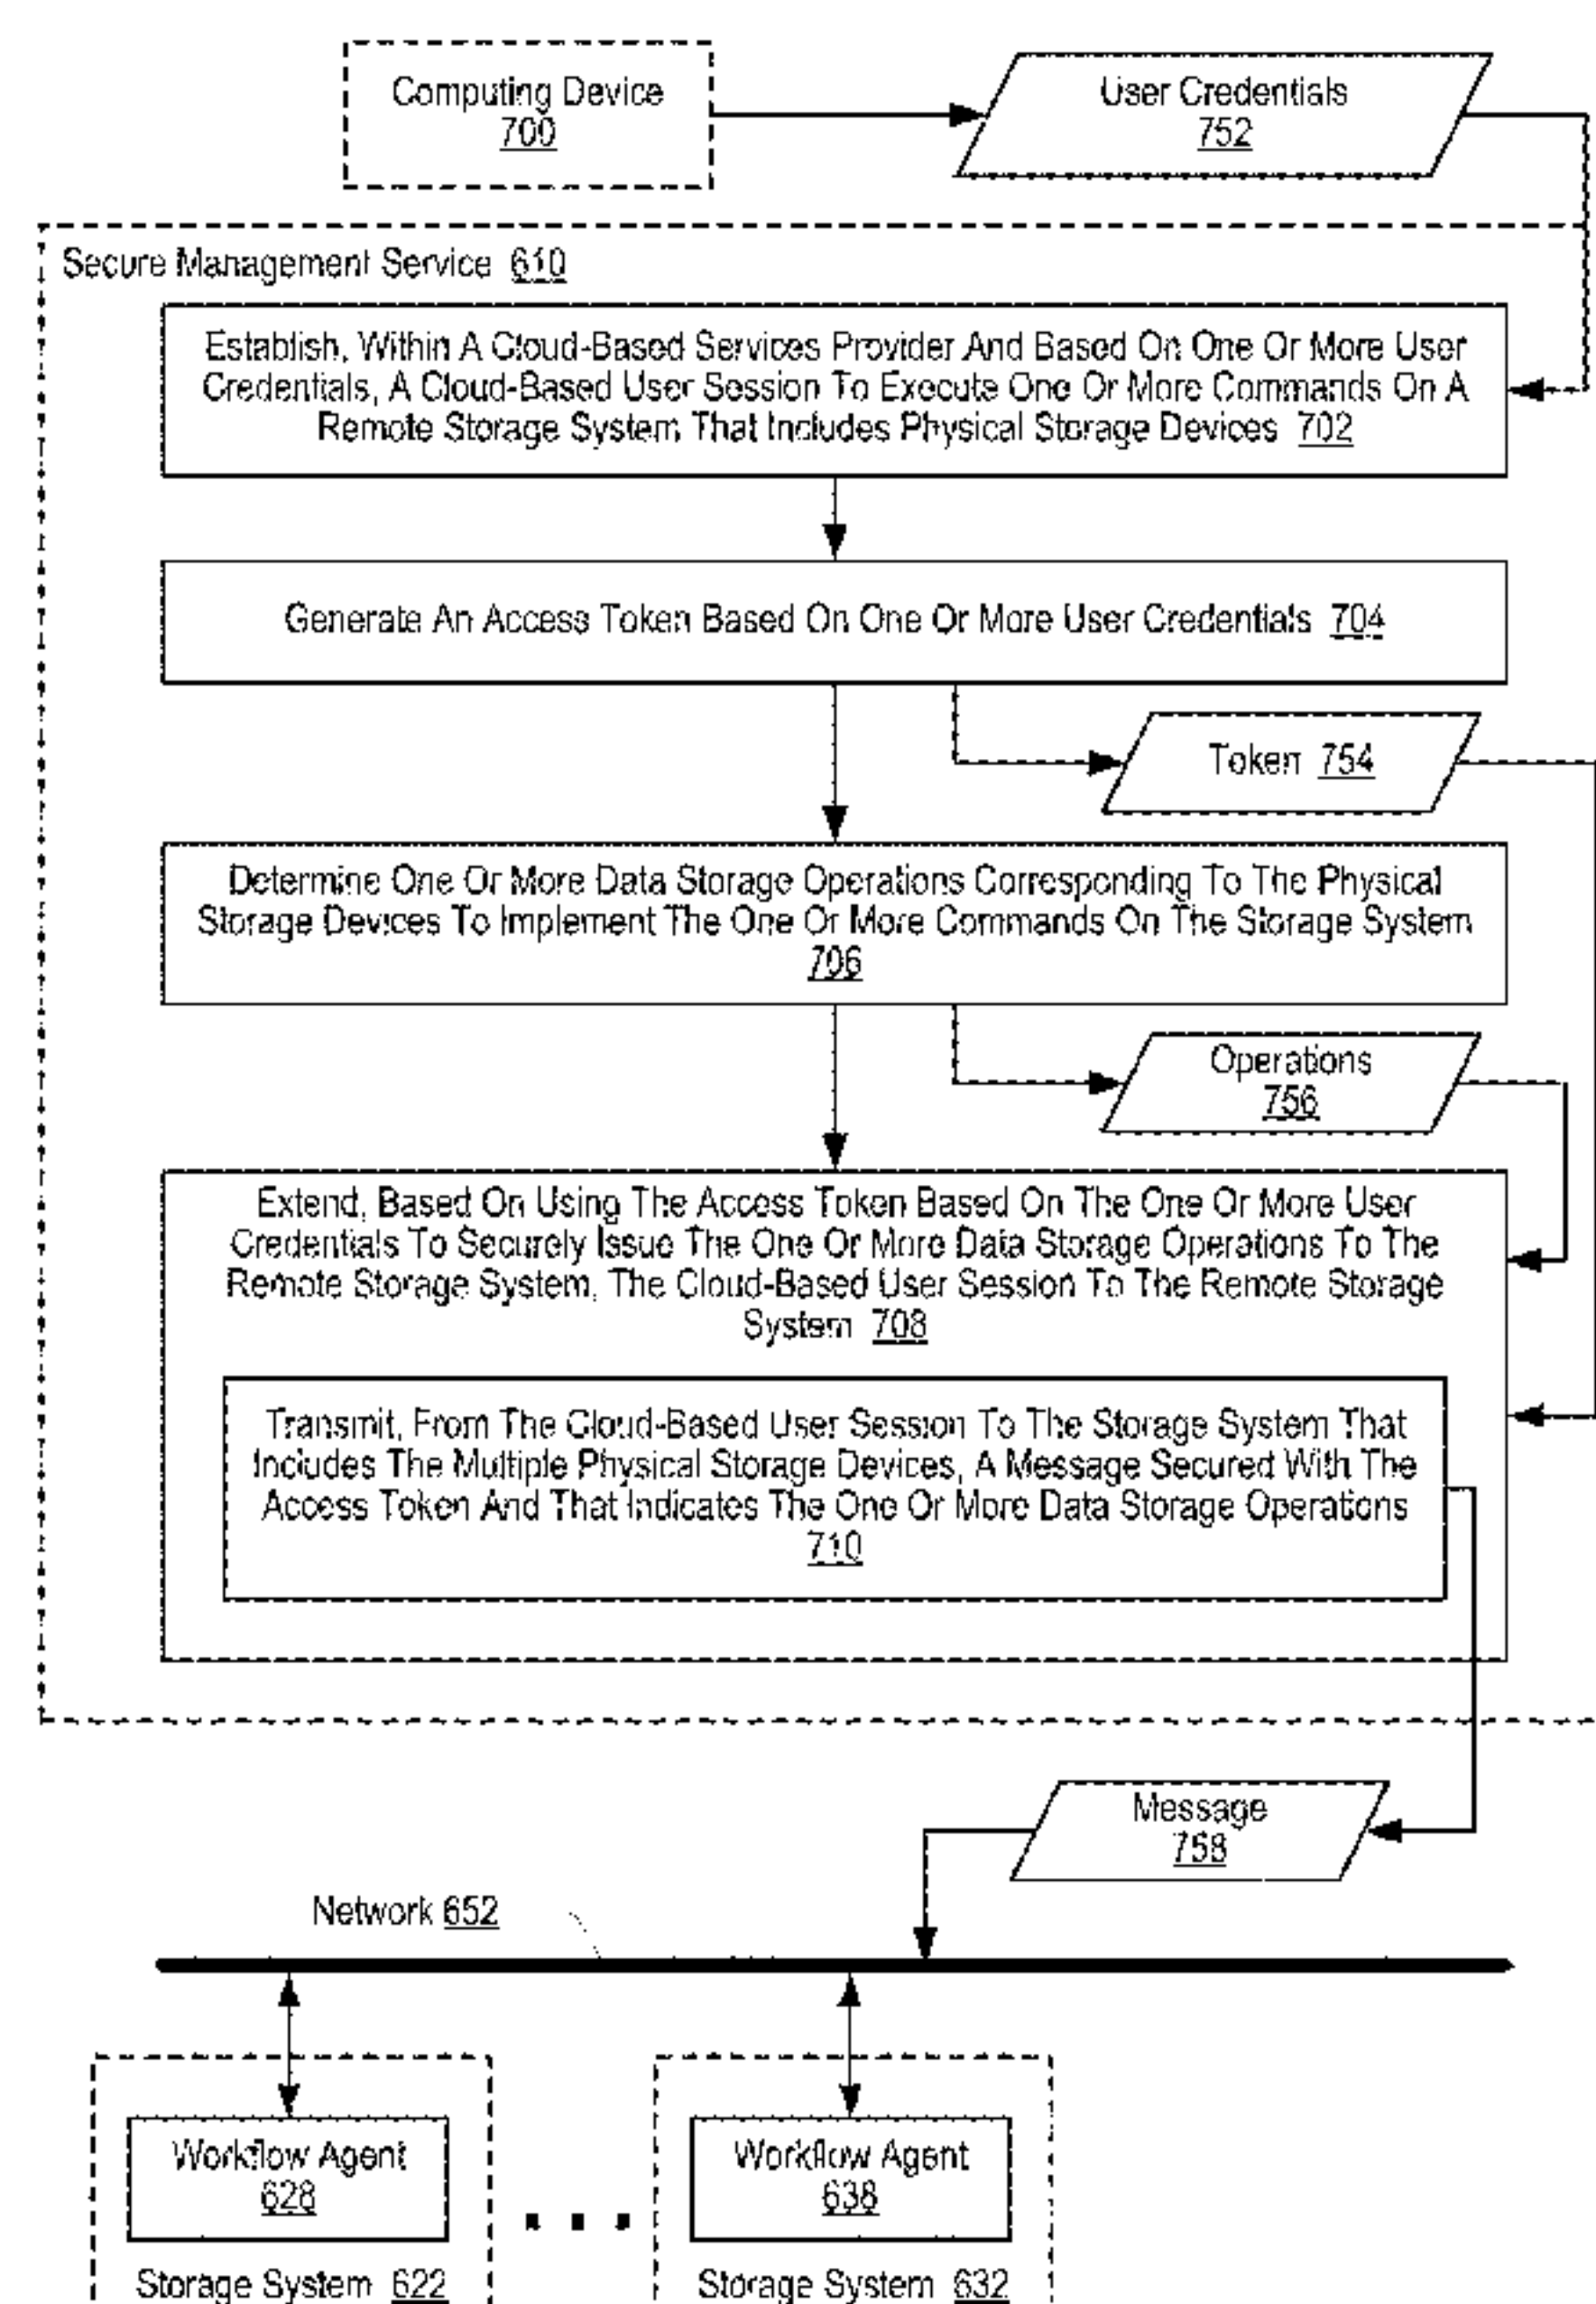 Computing Device
700
User Credentials
752
Secure Management Service 610
Establish, Within A Cloud-Based Services Provider And Based On One Or More User
Credentials, A Cloud-Based User Session To Execute One Or More Commands On A
Remote Storage System That Includes Physical Storage Devices 702
Generate An Access Token Based On One Or More User Credentials 704
Token 754
Determine One Or More Data Storage Operations Corresponding To The Physical
Storage Devices To Implement The One Or More Commands On The Storage System
706
Operations
756
Extend, Based On Using The Access Token Based On The One Or More User
Credentials To Securely Issue The One Or More Data Storage Operations To The
Remote Storage System, The Cloud-Based User Session To The Remote Storage
System 708
Transmit, From The Cloud-Based User Session To The Storage System That
Includes The Multiple Physical Storage Devices, A Message Secured With The
Access Token And That Indicates The One Or More Data Storage Operations
710
Message
758
Network 652
Workflow Agent
628
Storage System 622
Workflow Agent
638
Storage System 632